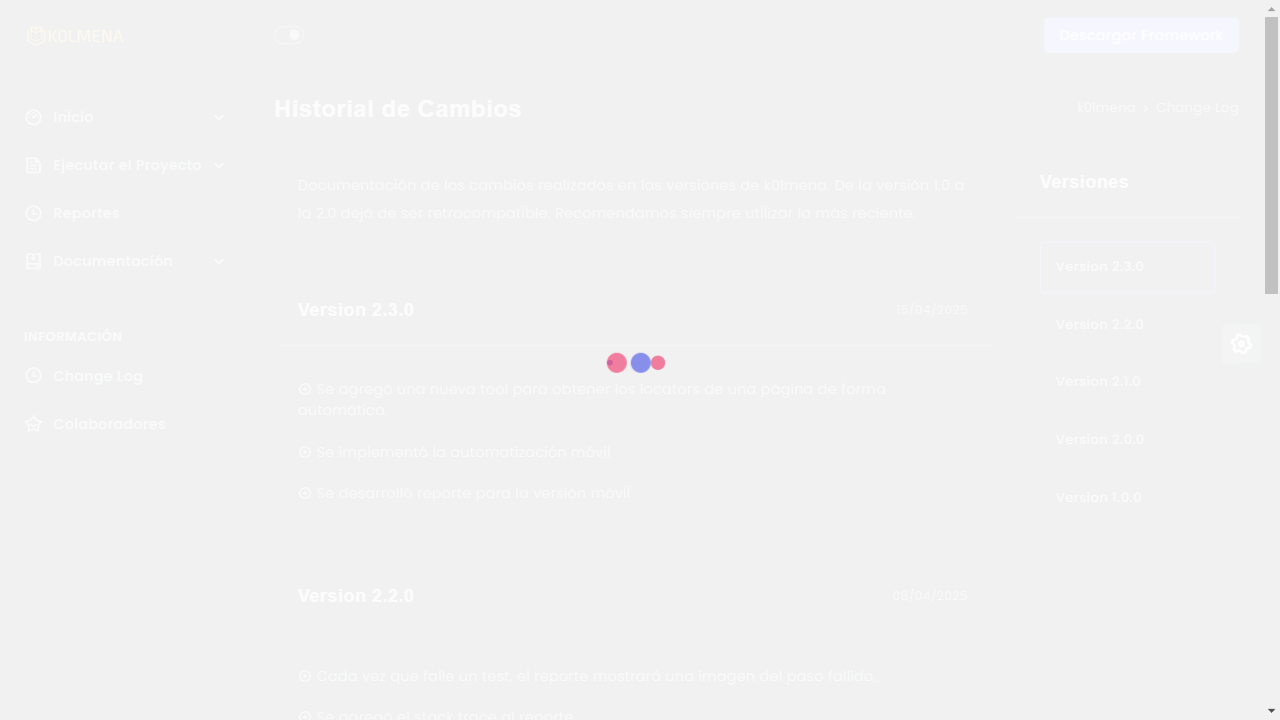 K0LMENA
Descargar Framework
Inicio
Ejecutar el Proyecto
Reportes
Documentación
INFORMACIÓN
Change Log
Colaboradores
Historial de Cambios
k0lmena > Change Log
Documentación de los cambios realizados en las versiones de k0lmena. De la versión 1.0 a
la 2.0 dejó de ser retrocompatible. Recomendamos siempre utilizar la más reciente.
Version 2.3.0
15/04/2025
Se agregó una nueva tool para obtener los locators de una página de forma
automática
Se implementó la automatización móvil
Se desarrolló reporte para la versión móvil
Version 2.2.0
06/04/2025
Cada vez que falle un test, el reporte mostrará una imagen del paso fallido
Se agregó el stack trace al reporte
Versiones
Version 2.3.0
Version 2.2.0
Version 2.1.0
Version 2.0.0
Version 1.0.0